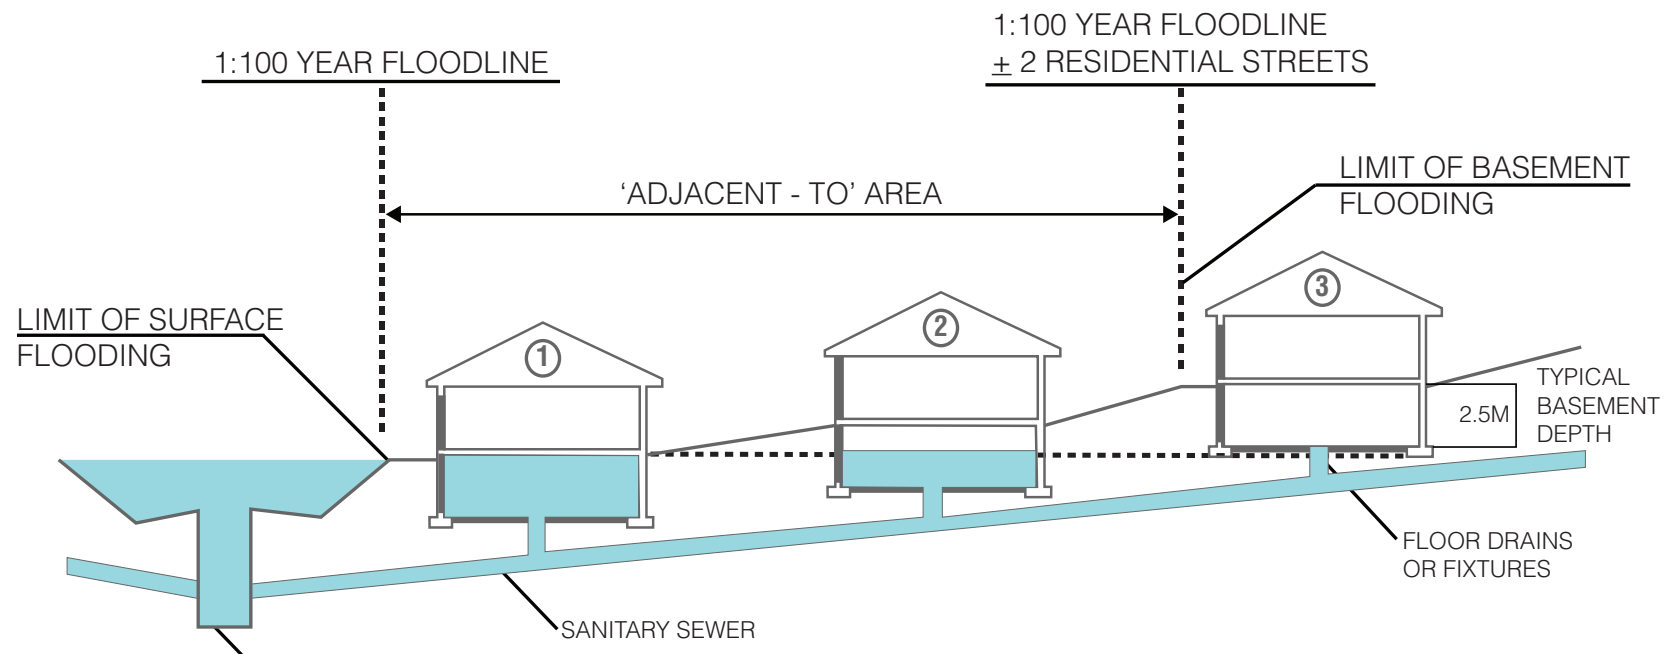 1:100 YEAR FLOODLINE
1:100 YEAR FLOODLINE
± 2 RESIDENTIAL STREETS
‘ADJACENT - TO’ AREA
LIMIT OF BASEMENT
FLOODING
LIMIT OF SURFACE
FLOODING
1
2
3
2.5M
TYPICAL
BASEMENT
DEPTH
FLOOR DRAINS
OR FIXTURES
SANITARY SEWER